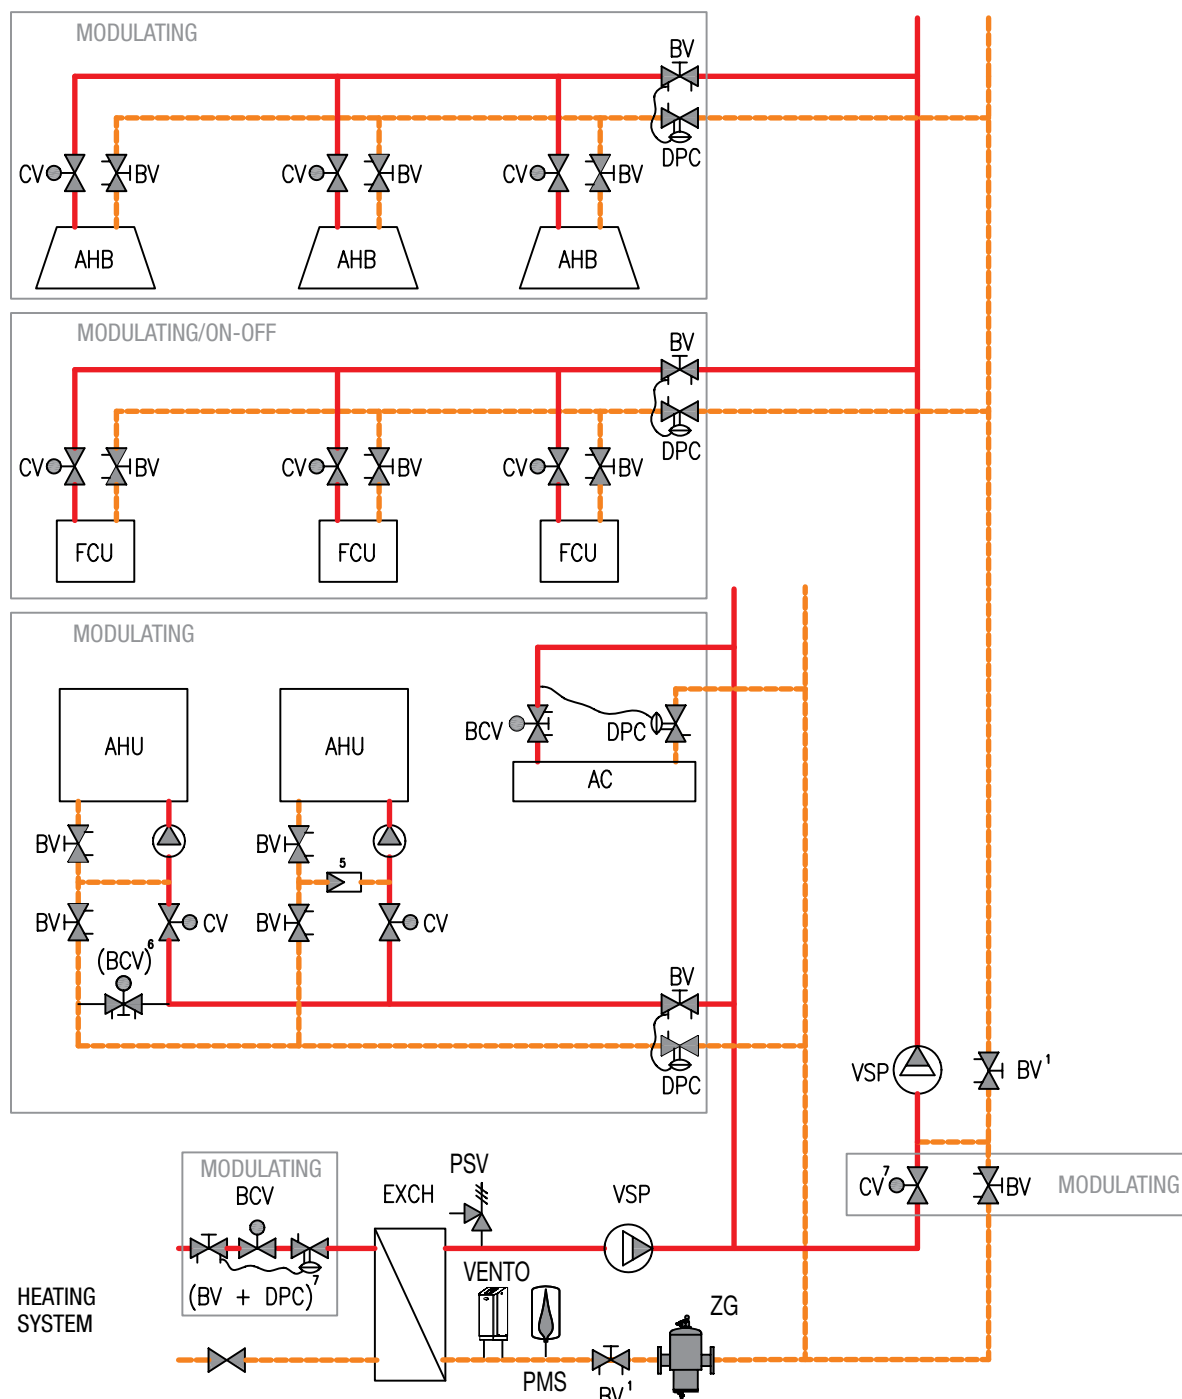 MODULATING
BV
DPC
CV BV CV BV CV BV
AHB AHB AHB
MODULATING/ON-OFF
BV
DPC
CV BV CV BV CV BV
FCU FCU FCU
MODULATING
AHU AHU BCV DPC
AC
BV BV
5
BV CV BV CV
(BCV)6
BV
DPC
VSP BV1
CV7 BV MODULATING
MODULATING
BCV EXCH PSV VSP
(BV + DPC)7
VENTO
ZG
HEATING
SYSTEM
PMS
BV1